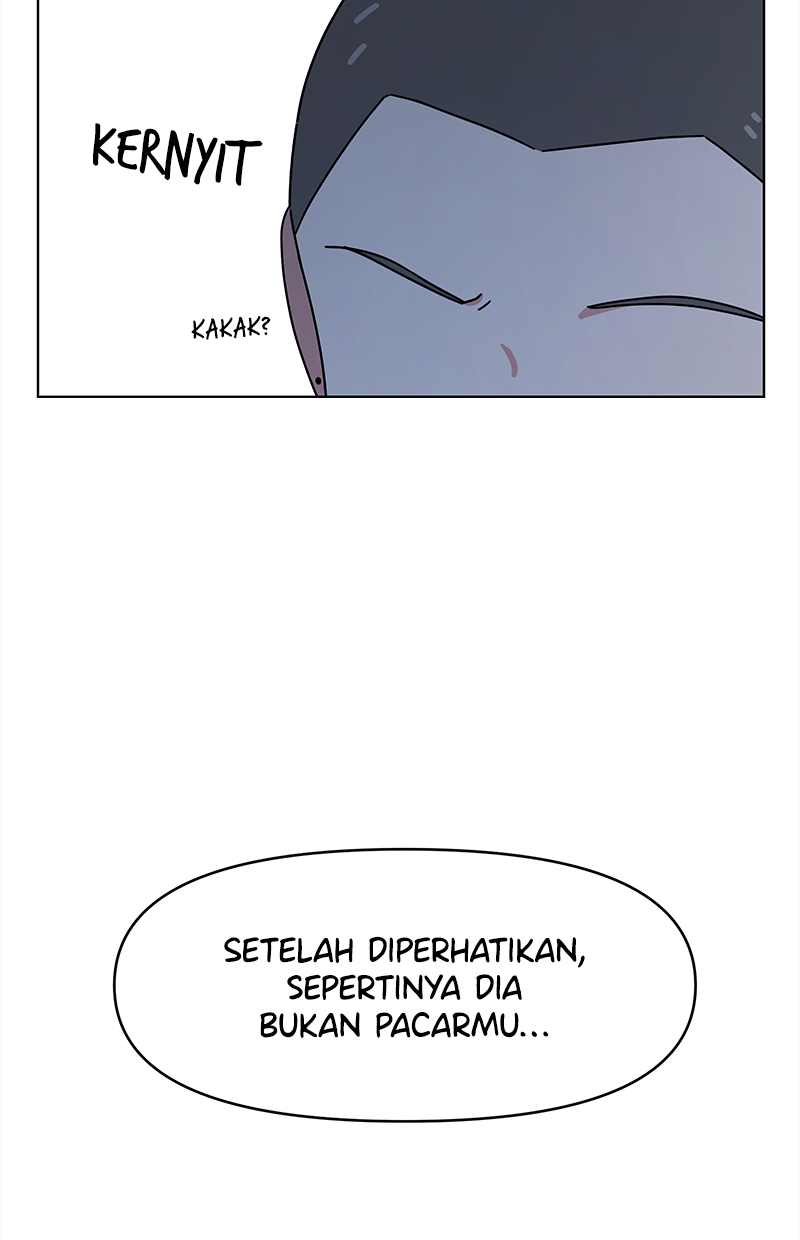 KERNYIT
KAKAK?
SETELAH DIPERHATIKAN,
SEPERTINYA DIA
BUKAN PACARMU...